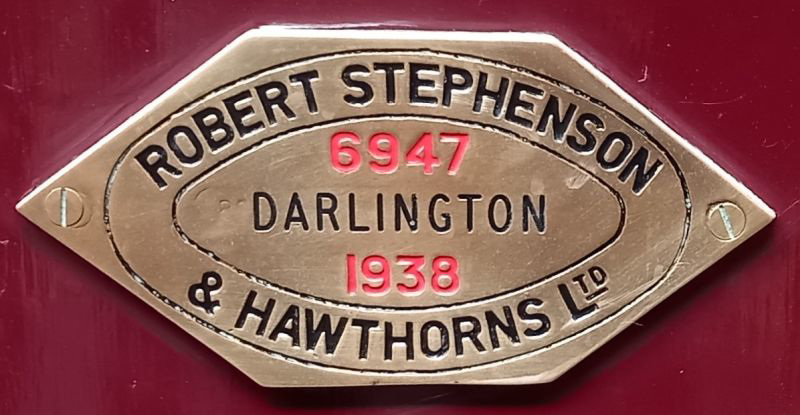 ROBERT STEPHENSON
6947
DARLINGTON
1938
& HAWTHORNS LTD